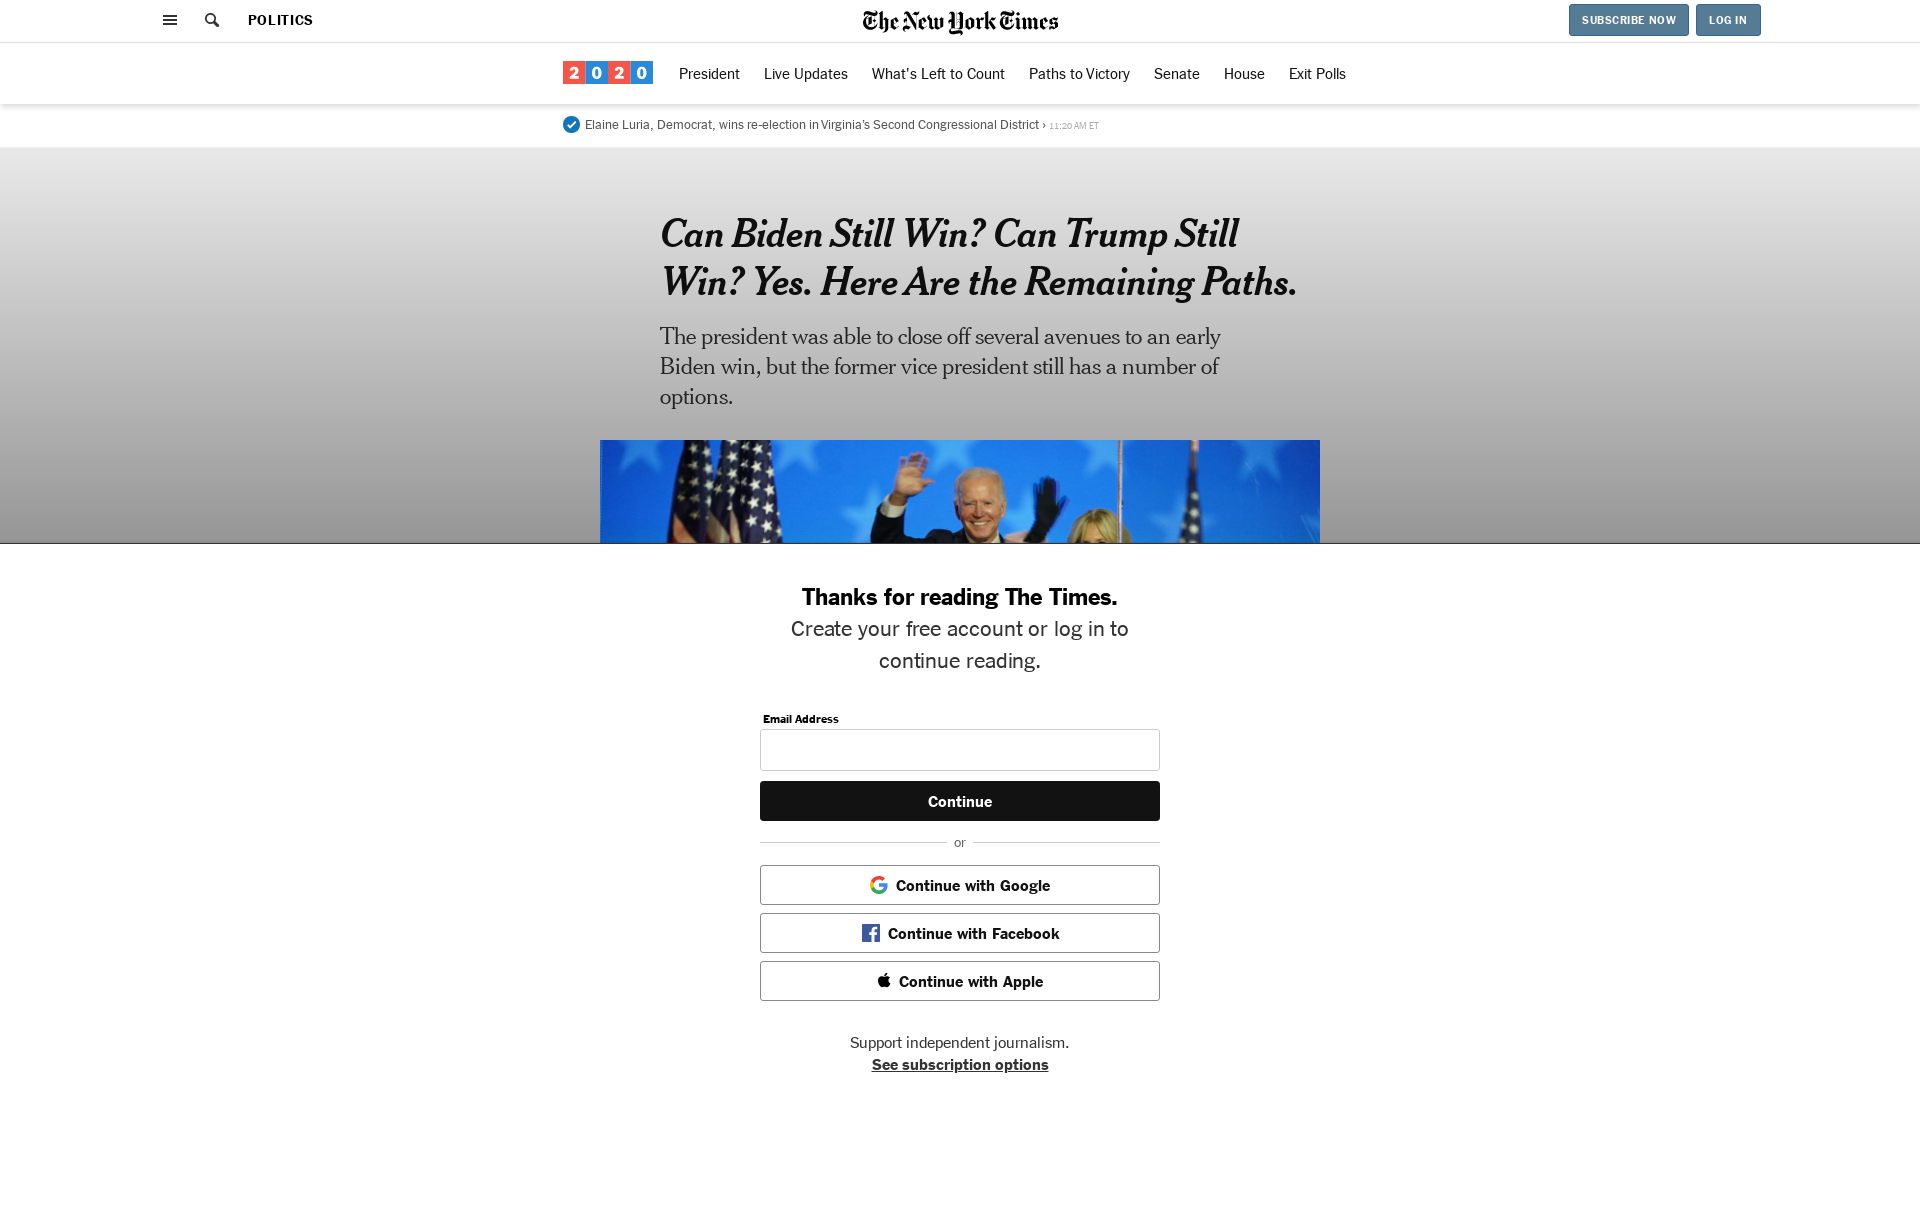 POLITICS
The New York Times
SUBSCRIBE NOW
LOG IN
2020
President
Live Updates
What's Left to Count
Paths to Victory
Senate
House
Exit Polls
Elaine Luria, Democrat, wins re-election in Virginia's Second Congressional District › 11:20 AM ET
Can Biden Still Win? Can Trump Still
Win? Yes. Here Are the Remaining Paths.
The president was able to close off several avenues to an early
Biden win, but the former vice president still has a number of
options.
Thanks for reading The Times.
Create your free account or log in to
continue reading.
Email Address
Continue
or
Continue with Google
Continue with Facebook
Continue with Apple
Support independent journalism.
See subscription options